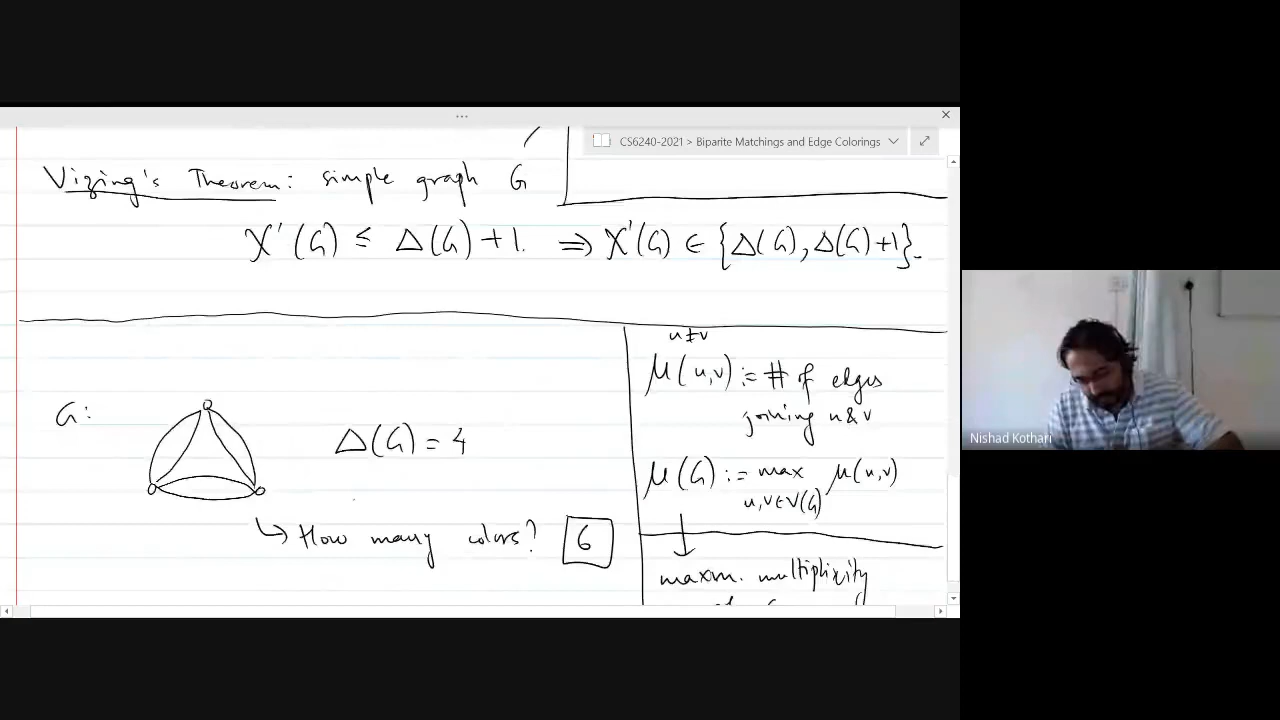 CS6240-2021 > Biparite Matchings and Edge Colorings
Vizing's Theorem: simple graph G
χ'(G) ≤ Δ(G)+1. ⇒ χ'(G) ∈ {Δ(G), Δ(G)+1}.
G:
Δ(G) = 4
How many colors? 6
u≠v
μ(u,v) := # of edges
joining u & v
μ(G) := max μ(u,v)
u,v∈V(G)
maxm. multiplixity
Nishad Kothari